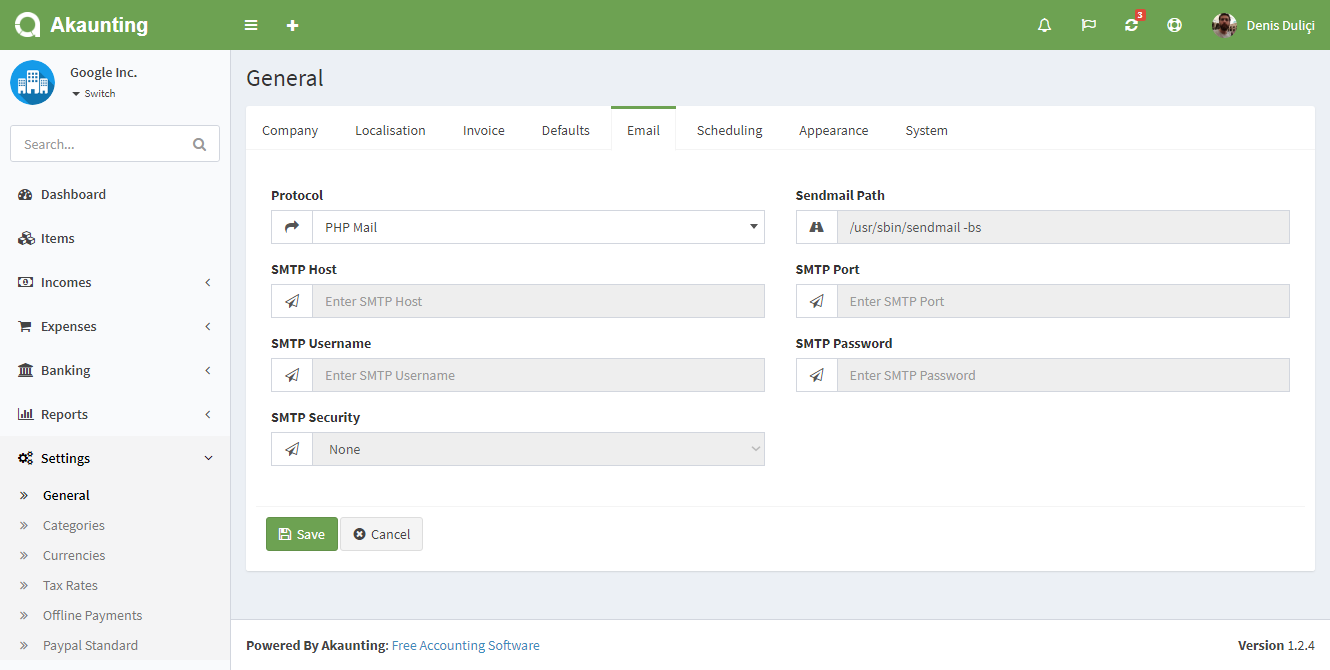 Akaunting
3
Denis Duliçi
Google Inc.
Switch
Search...
Dashboard
Items
Incomes
Expenses
Banking
Reports
Settings
General
Categories
Currencies
Tax Rates
Offline Payments
Paypal Standard
General
Company Localisation Invoice Defaults Email Scheduling Appearance System
Protocol Sendmail Path
PHP Mail /usr/sbin/sendmail -bs
SMTP Host SMTP Port
Enter SMTP Host Enter SMTP Port
SMTP Username SMTP Password
Enter SMTP Username Enter SMTP Password
SMTP Security
None
Save Cancel
Powered By Akaunting: Free Accounting Software Version 1.2.4